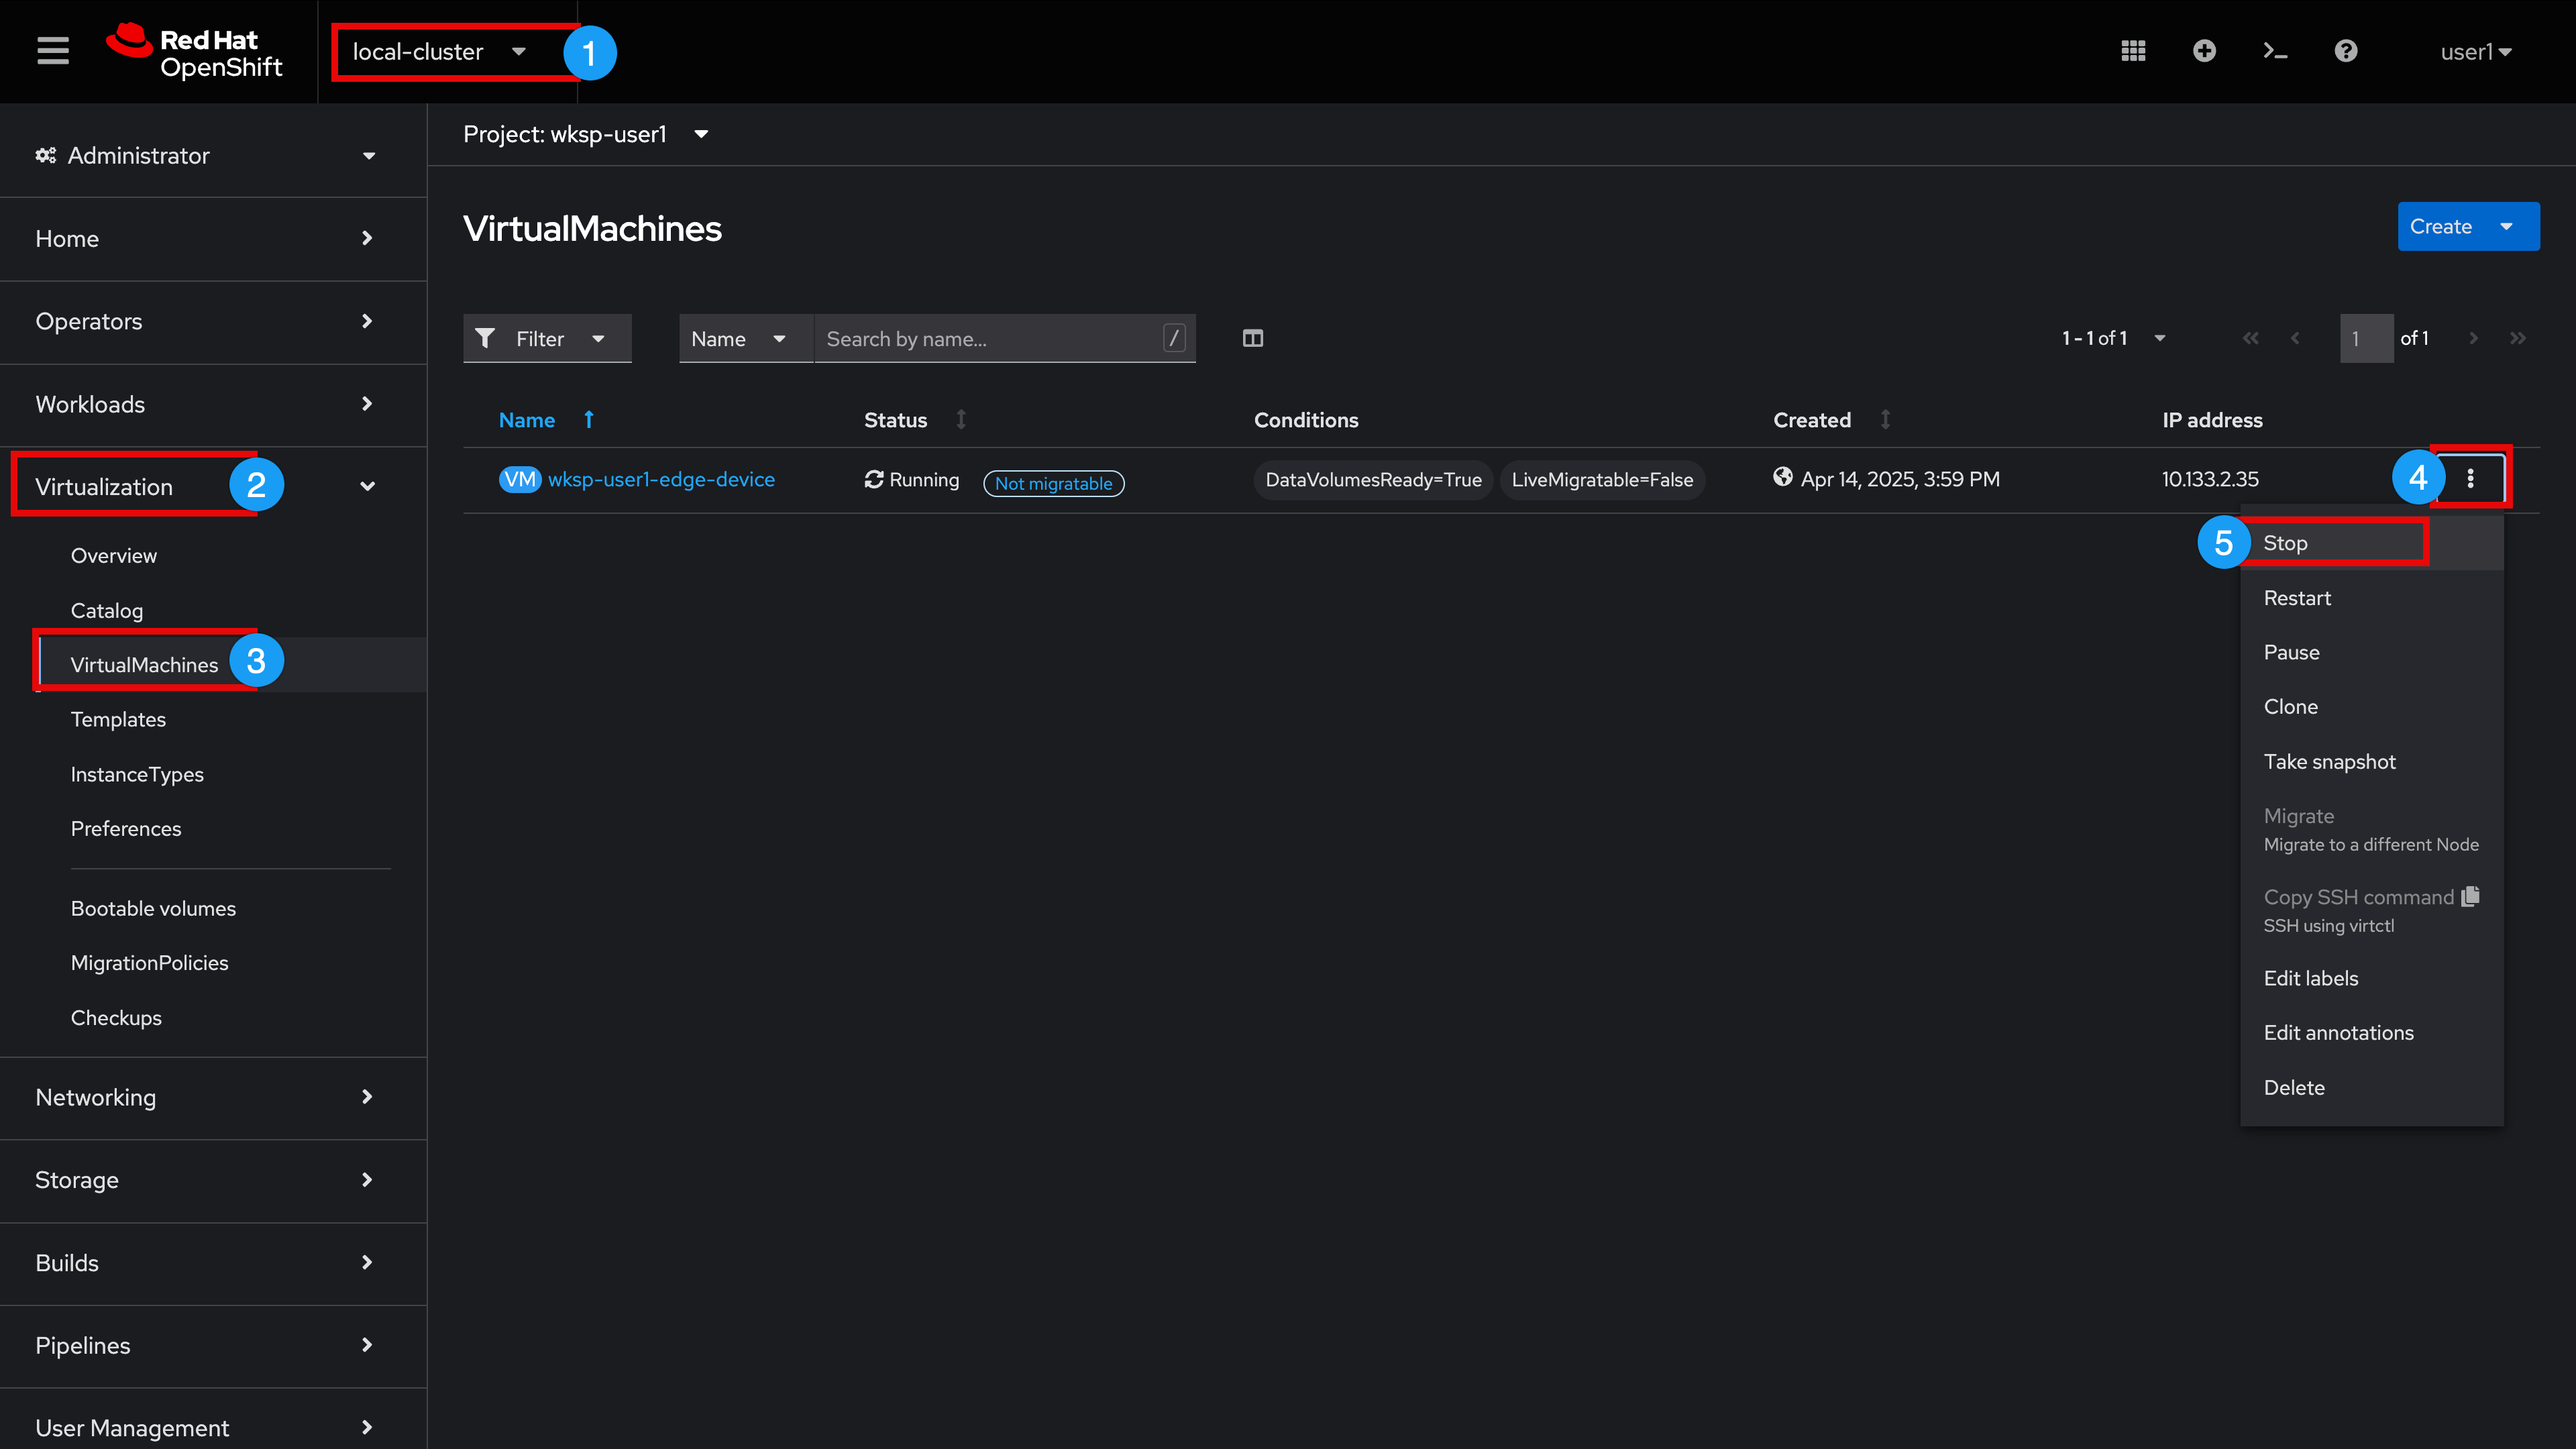 Red Hat
OpenShift
local-cluster
1
user1
Administrator
Home
Operators
Workloads
Virtualization
2
Overview
Catalog
VirtualMachines
3
Templates
InstanceTypes
Preferences
Bootable volumes
MigrationPolicies
Checkups
Networking
Storage
Builds
Pipelines
User Management
Project: wksp-user1
VirtualMachines
Create
Filter
Name
Search by name...
/
1 - 1 of 1
1
of 1
Name
Status
Conditions
Created
IP address
VM wksp-user1-edge-device
Running
Not migratable
DataVolumesReady=True
LiveMigratable=False
Apr 14, 2025, 3:59 PM
10.133.2.35
4
5
Stop
Restart
Pause
Clone
Take snapshot
Migrate
Migrate to a different Node
Copy SSH command
SSH using virtctl
Edit labels
Edit annotations
Delete